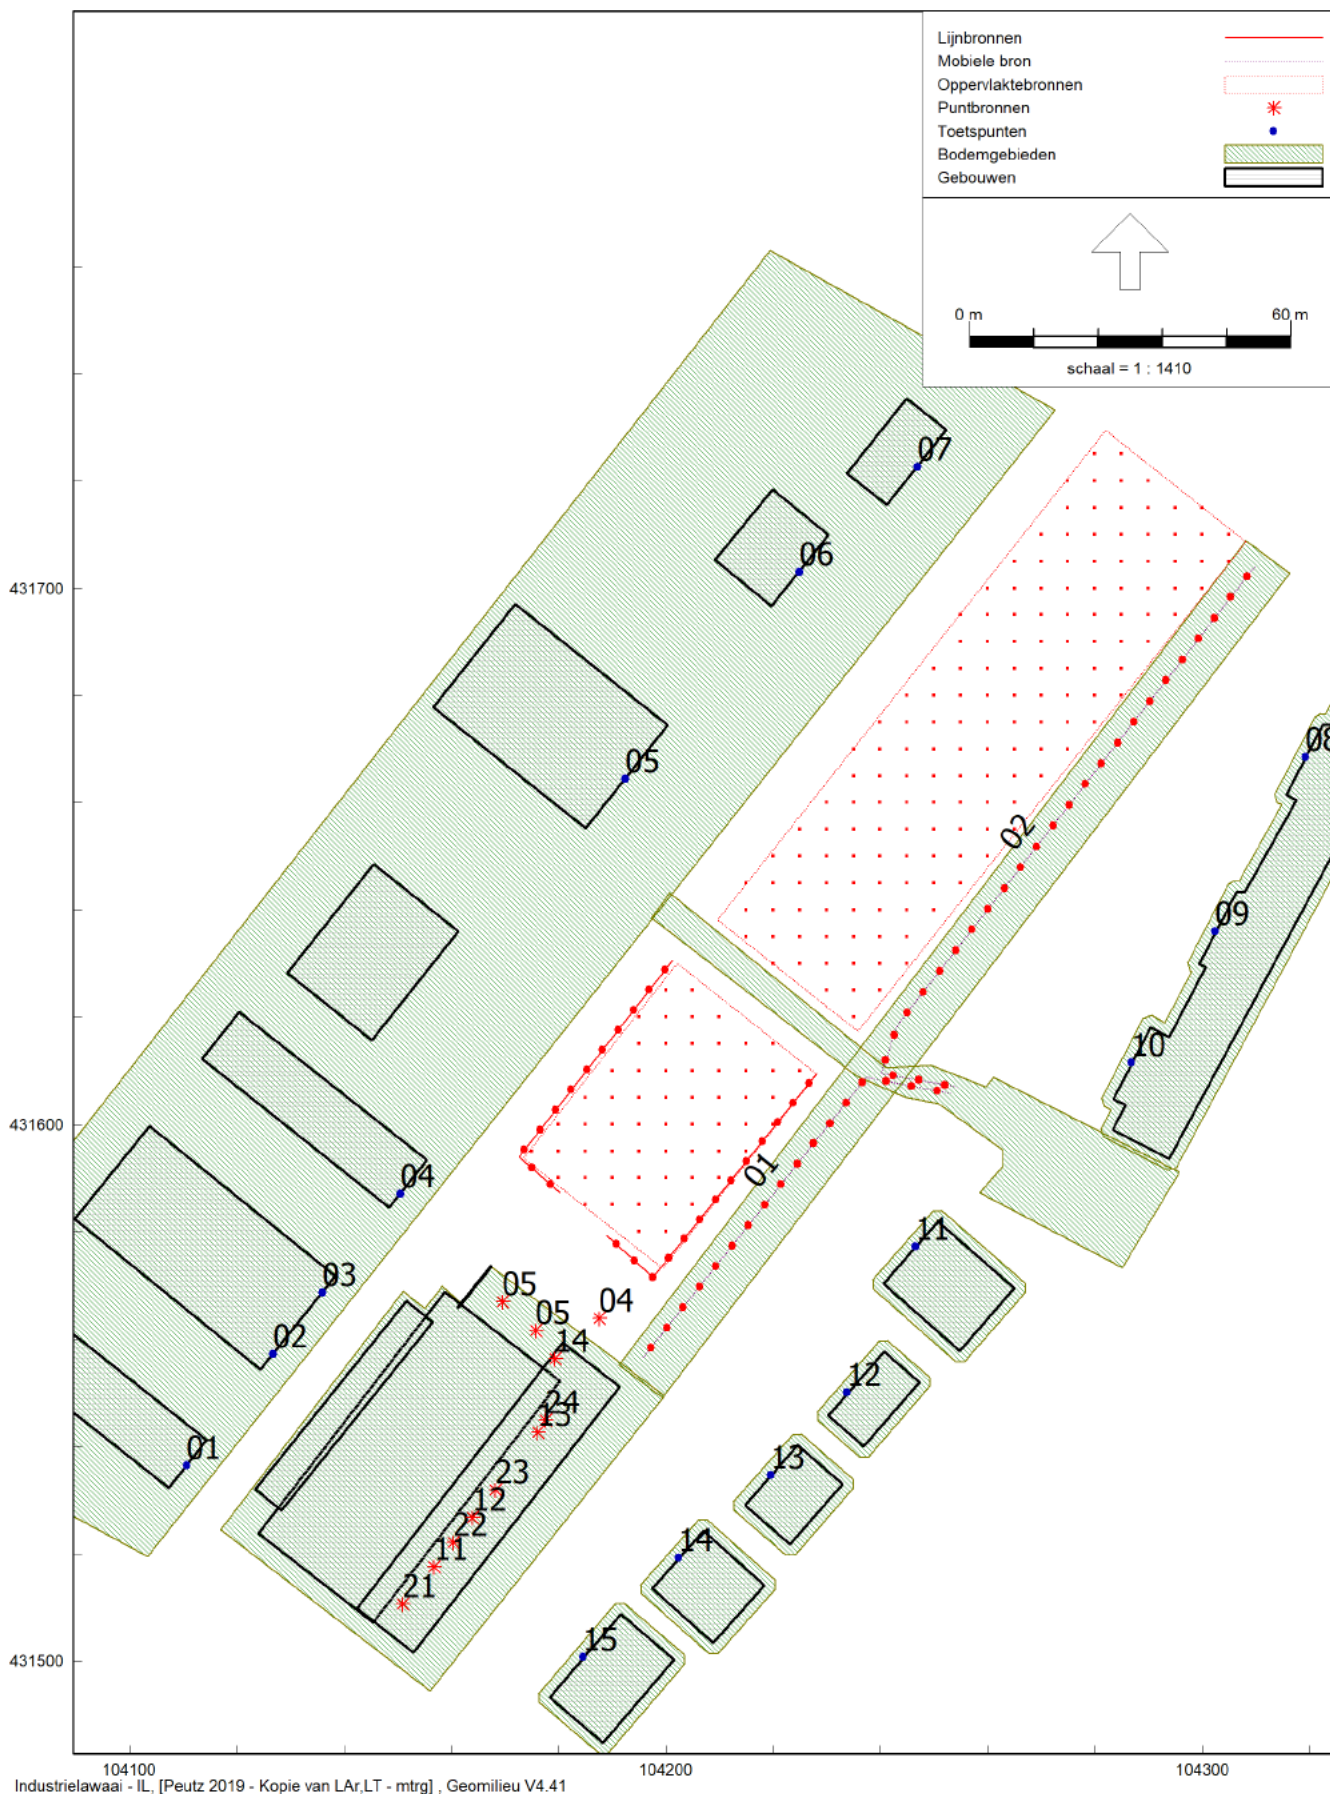 Lijnbronnen
Mobiele bron
Oppervlaktebronnen
Puntbronnen
Toetspunten
Bodemgebieden
Gebouwen
0 m 60 m
schaal = 1 : 1410
07
06
431700
08
05
02
09
10
431600
04
01
11
03
05
04
05
02
14
12
24
13
01
13
23
12
22
14
11
21
15
431500
104100 104200 104300
Industrielawaai - IL, [Peutz 2019 - Kopie van LAr,LT - mtrg] , Geomilieu V4.41